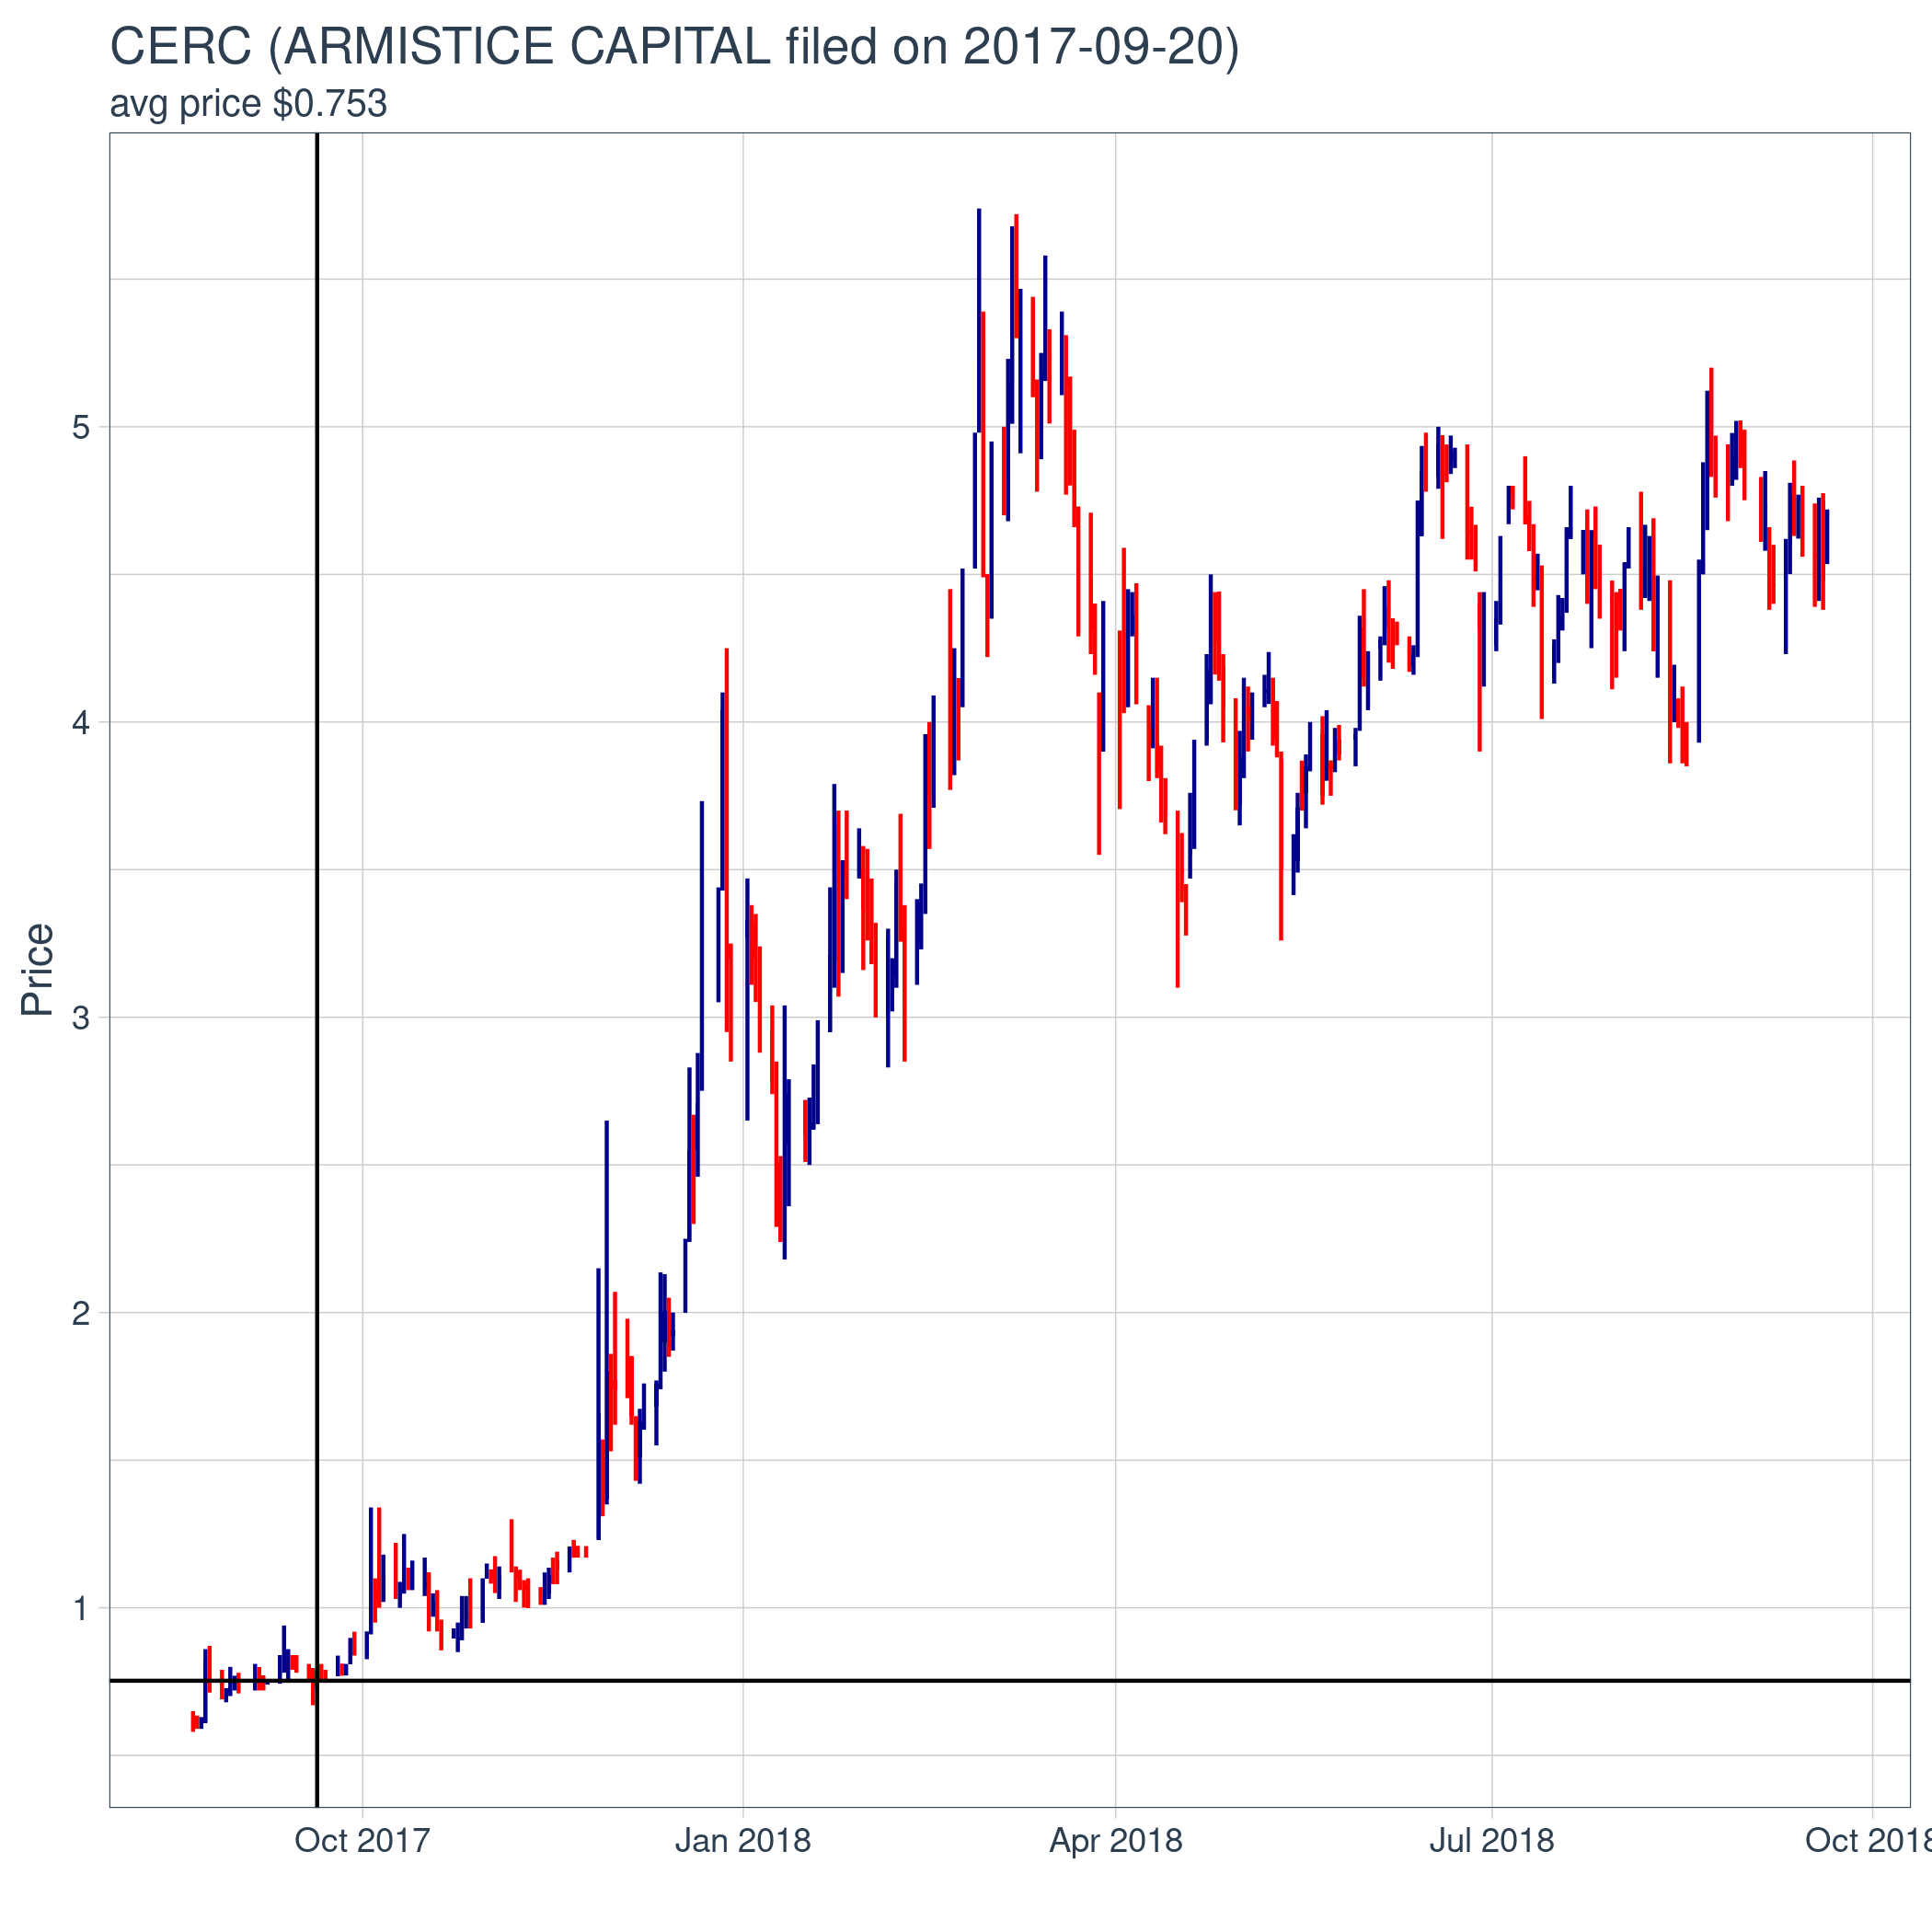 CERC (ARMISTICE CAPITAL filed on 2017-09-20)
avg price $0.753
Price
5
4
3
2
1
Oct 2017 Jan 2018 Apr 2018 Jul 2018 Oct 2018